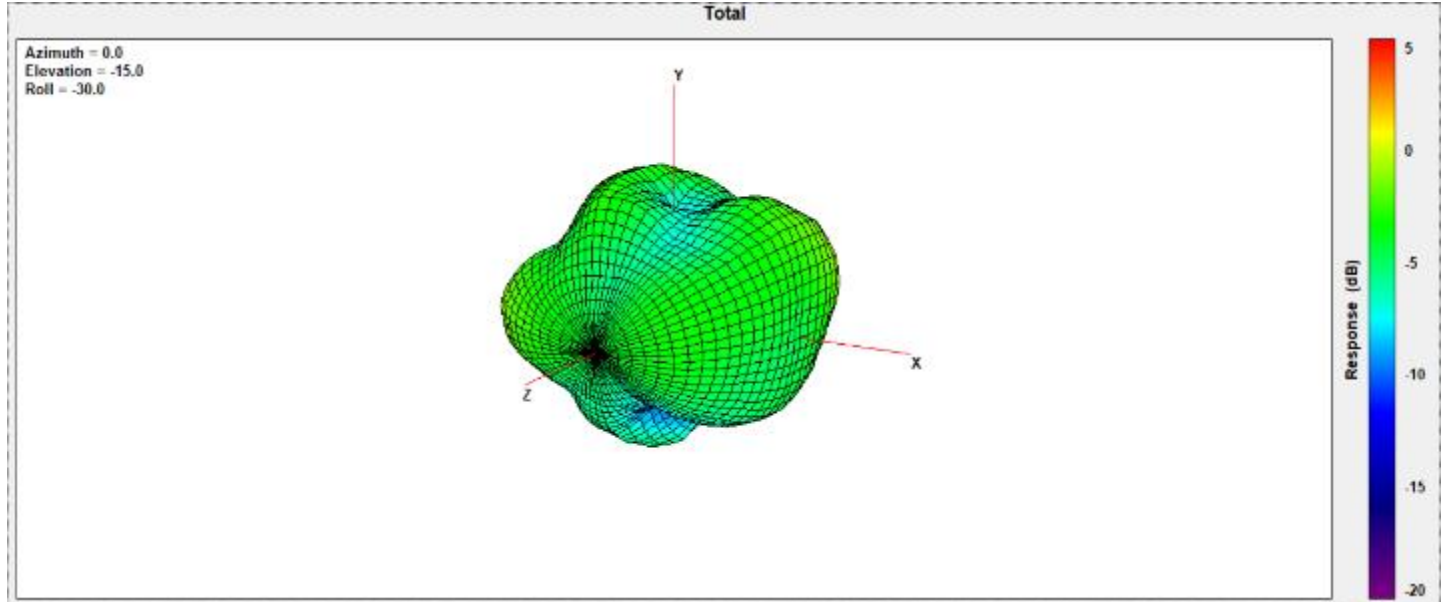 Total
Azimuth = 0.0
Elevation = -15.0
Roll = -30.0
Y
X
Z
5
0
-5
-10
-15
-20
Response (dB)